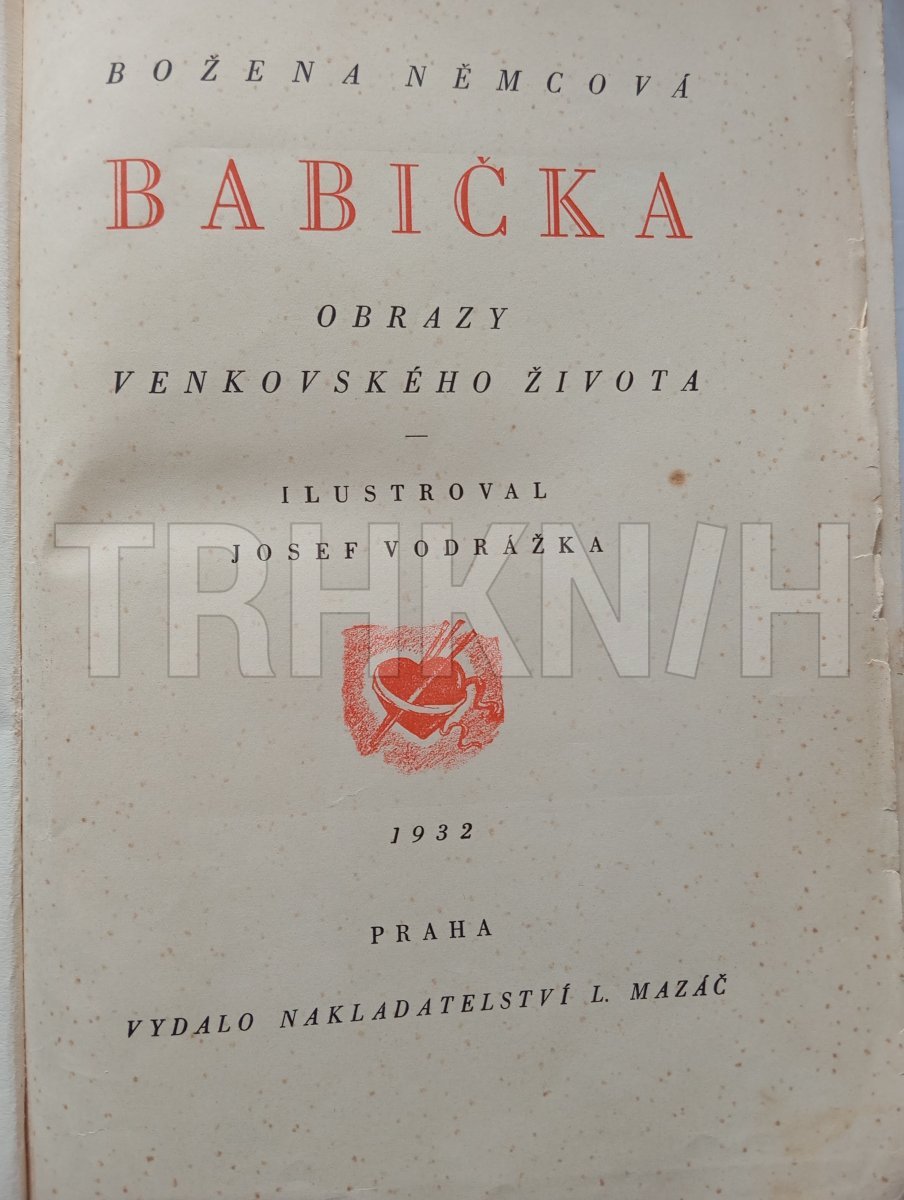 BOŽENA NĚMCOVÁ
BABIČKA
OBRAZY
VENKOVSKÉHO ŽIVOTA
—
ILUSTROVAL
JOSEF VODRÁŽKA
TRHKNIH
1932
PRAHA
VYDALO NAKLADATELSTVÍ L. MAZÁČ